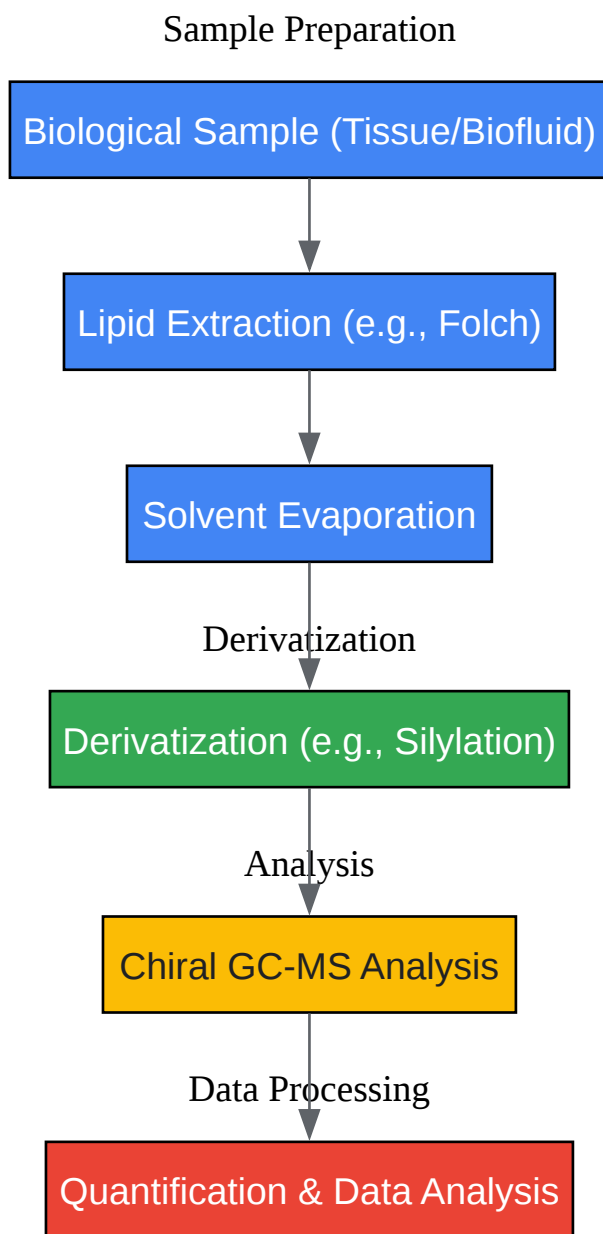 Sample Preparation
Biological Sample (Tissue/Biofluid)
Lipid Extraction (e.g., Folch)
Solvent Evaporation
Derivatization
Derivatization (e.g., Silylation)
Analysis
Chiral GC-MS Analysis
Data Processing
Quantification & Data Analysis